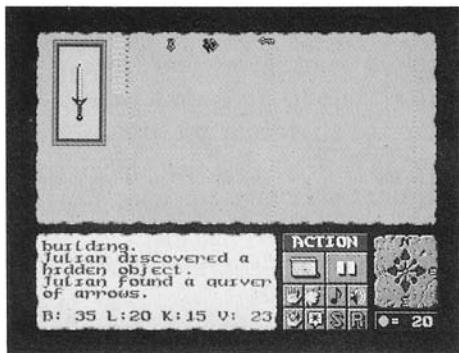 building.
Julian discovered a
hidden object.
Julian found a quiver
of arrows.
B: 35 L:20 K:15 V: 23
ACTION
S R
N
E
S
= 20